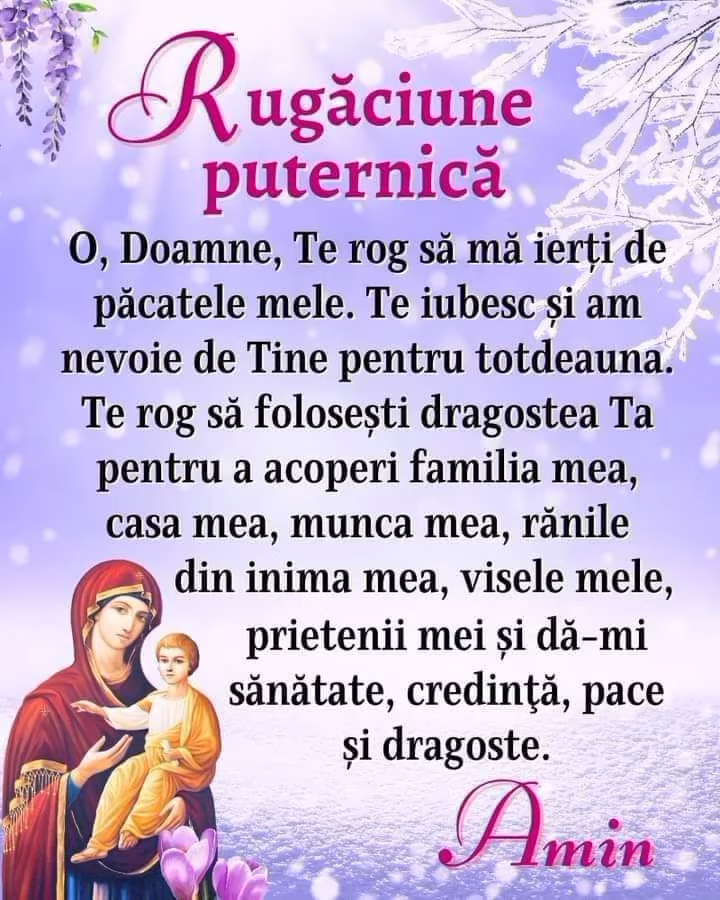 Rugăciune
puternică
O, Doamne, Te rog să mă ierți de
păcatele mele. Te iubesc și am
nevoie de Tine pentru totdeauna.
Te rog să folosești dragostea Ta
pentru a acoperi familia mea,
casa mea, munca mea, rănile
din inima mea, visele mele,
prietenii mei și dă-mi
sănătate, credinţă, pace
și dragoste.
Amin